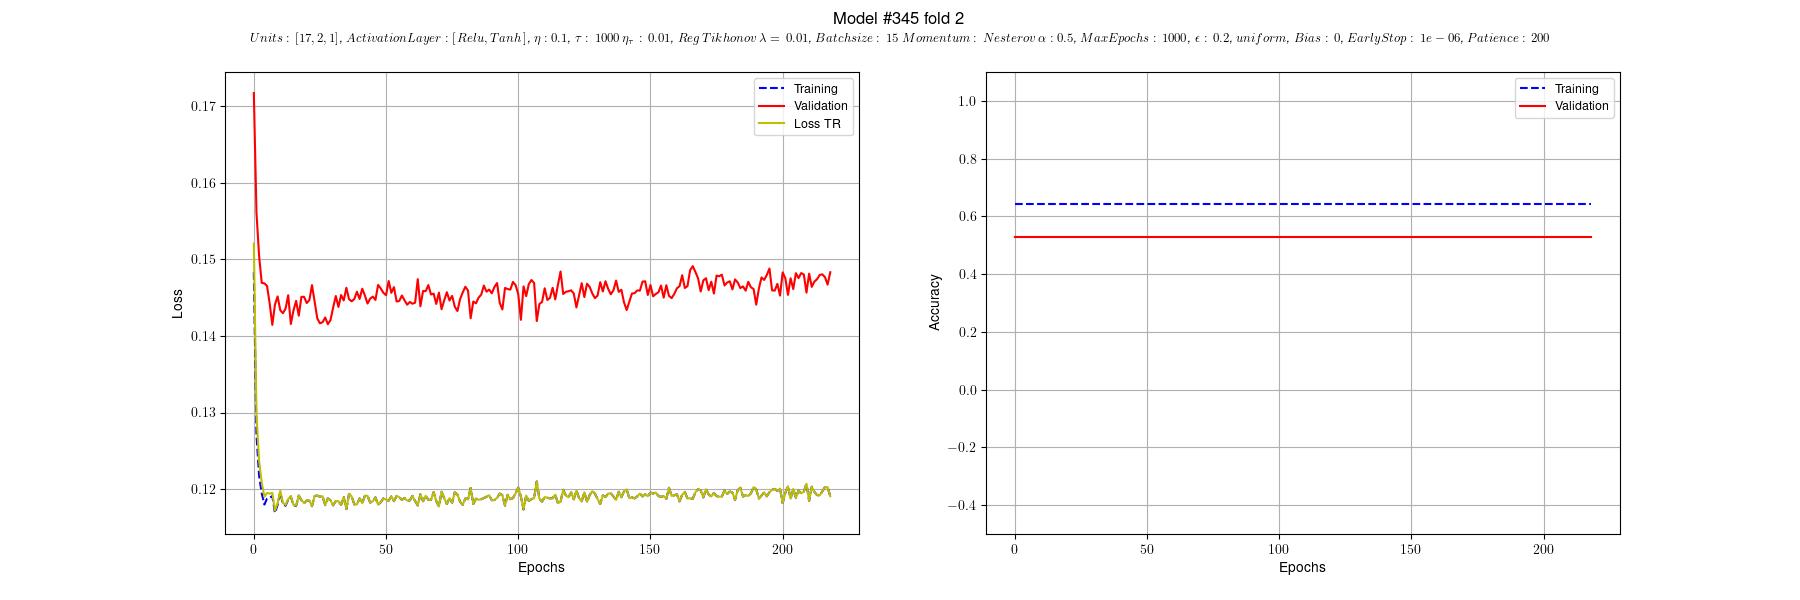 Model #345 fold 2
Units : [17, 2, 1], ActivationLayer : [Relu, Tanh], η : 0.1, τ : 1000 ητ : 0.01, Reg Tikhonov λ = 0.01, Batchsize : 15 Momentum : Nesterov α : 0.5, MaxEpochs : 1000, ϵ : 0.2, uniform, Bias : 0, EarlyStop : 1e − 06, Patience : 200
Training
Validation
Loss TR
0.17
0.16
0.15
0.14
0.13
0.12
Loss
0
50
100
150
200
Epochs
Training
Validation
1.0
0.8
0.6
0.4
0.2
0.0
−0.2
−0.4
Accuracy
0
50
100
150
200
Epochs